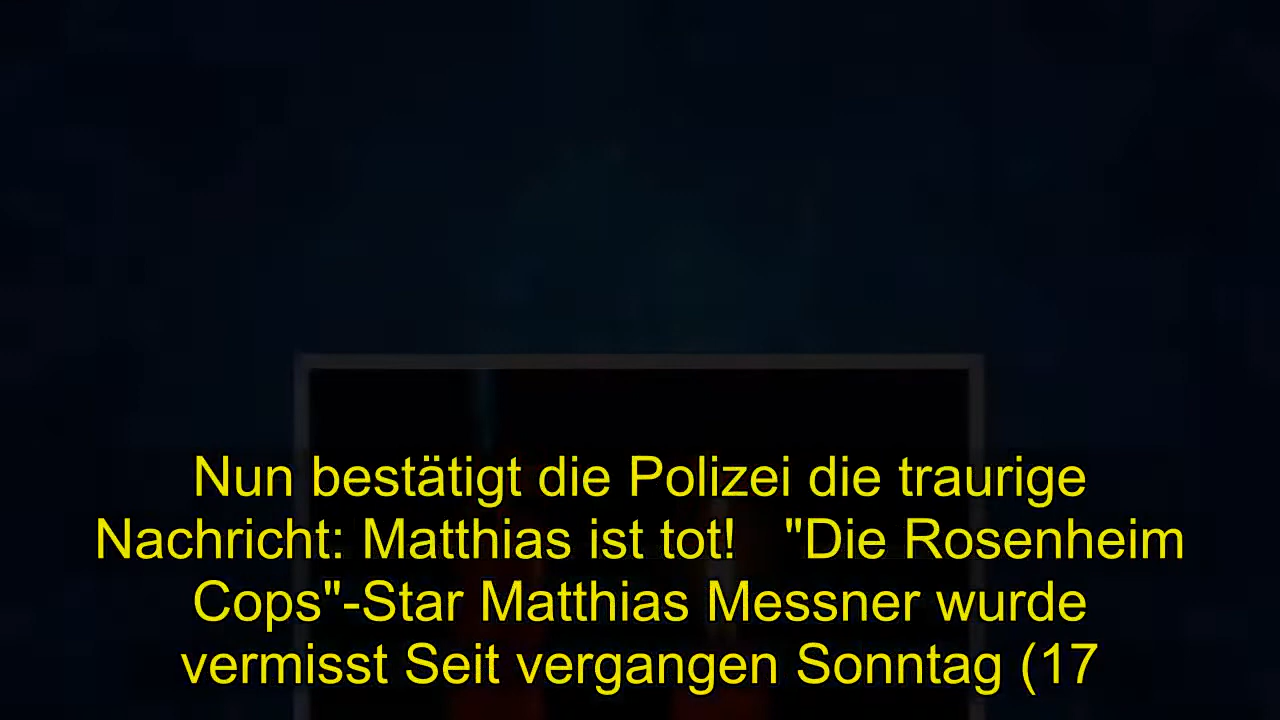 Nun bestätigt die Polizei die traurige
Nachricht: Matthias ist tot!   "Die Rosenheim
Cops"-Star Matthias Messner wurde
vermisst Seit vergangen Sonntag (17